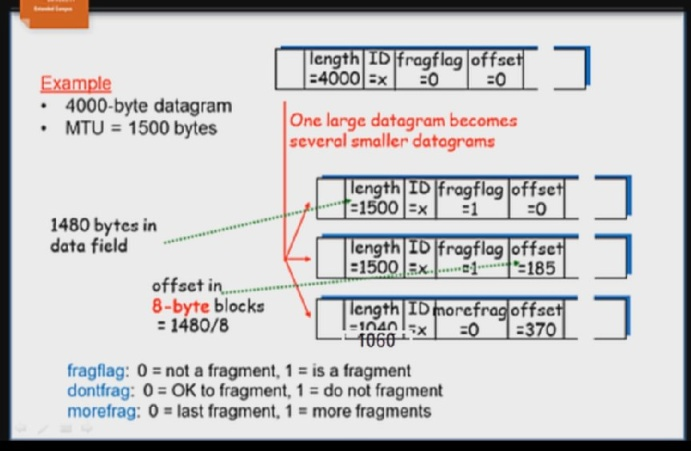 Extended Campus
length ID fragflag offset
=4000 =x =0 =0
Example
• 4000-byte datagram
• MTU = 1500 bytes
One large datagram becomes
several smaller datagrams
length ID fragflag offset
=1500 =x =1 =0
1480 bytes in
data field
length ID fragflag offset
=1500 =x =1 =185
offset in
8-byte blocks
= 1480/8
length ID morefrag offset
=1040 =x =0 =370
1060
fragflag: 0 = not a fragment, 1 = is a fragment
dontfrag: 0 = OK to fragment, 1 = do not fragment
morefrag: 0 = last fragment, 1 = more fragments